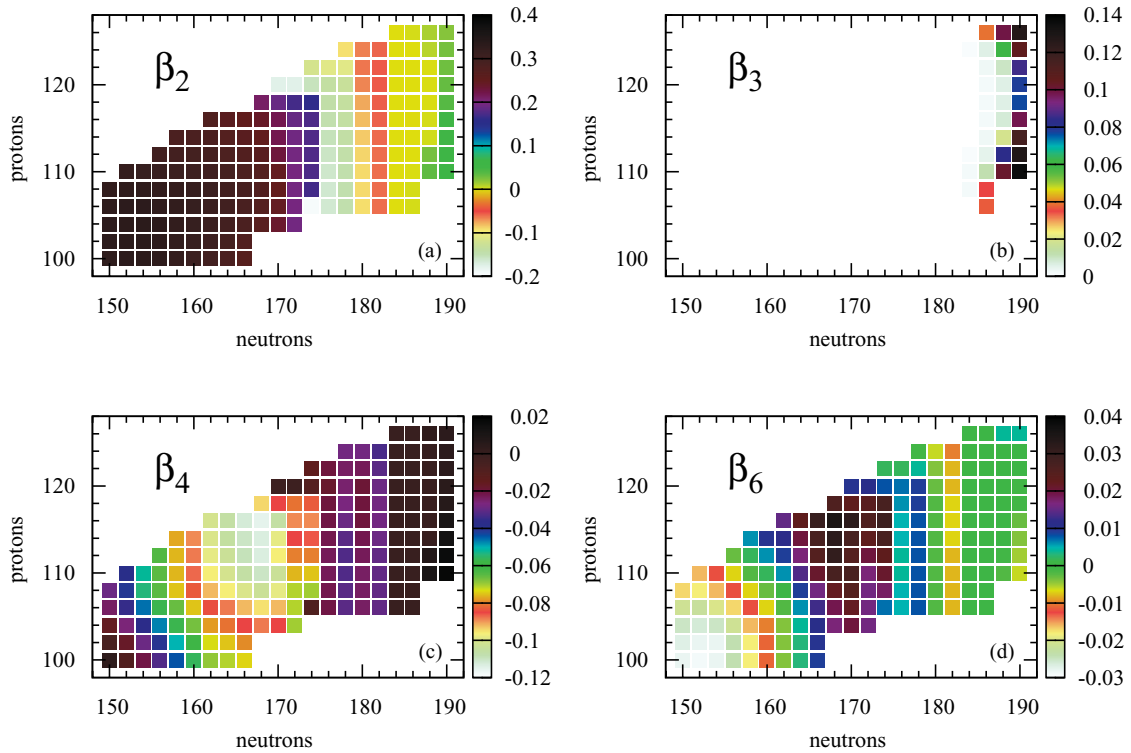 β2
protons
120
110
100
150 160 170 180 190
neutrons
(a)
0.4
0.3
0.2
0.1
0
-0.1
-0.2
β3
protons
120
110
100
150 160 170 180 190
neutrons
(b)
0.14
0.12
0.1
0.08
0.06
0.04
0.02
0
β4
protons
120
110
100
150 160 170 180 190
neutrons
(c)
0.02
0
-0.02
-0.04
-0.06
-0.08
-0.1
-0.12
β6
protons
120
110
100
150 160 170 180 190
neutrons
(d)
0.04
0.03
0.02
0.01
0
-0.01
-0.02
-0.03